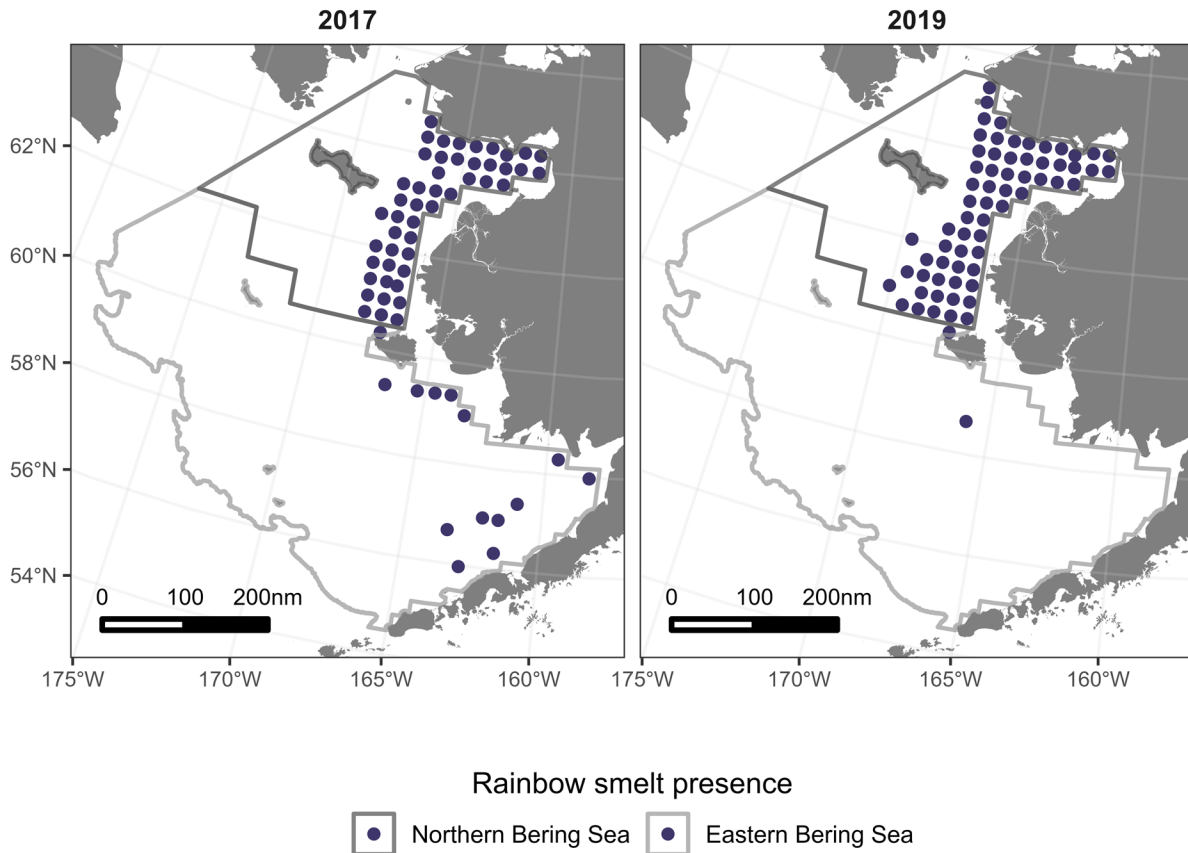 2017 2019
62°N
60°N
58°N
56°N
54°N
0 100 200nm 0 100 200nm
175°W 170°W 165°W 160°W 175°W 170°W 165°W 160°W
Rainbow smelt presence
Northern Bering Sea Eastern Bering Sea